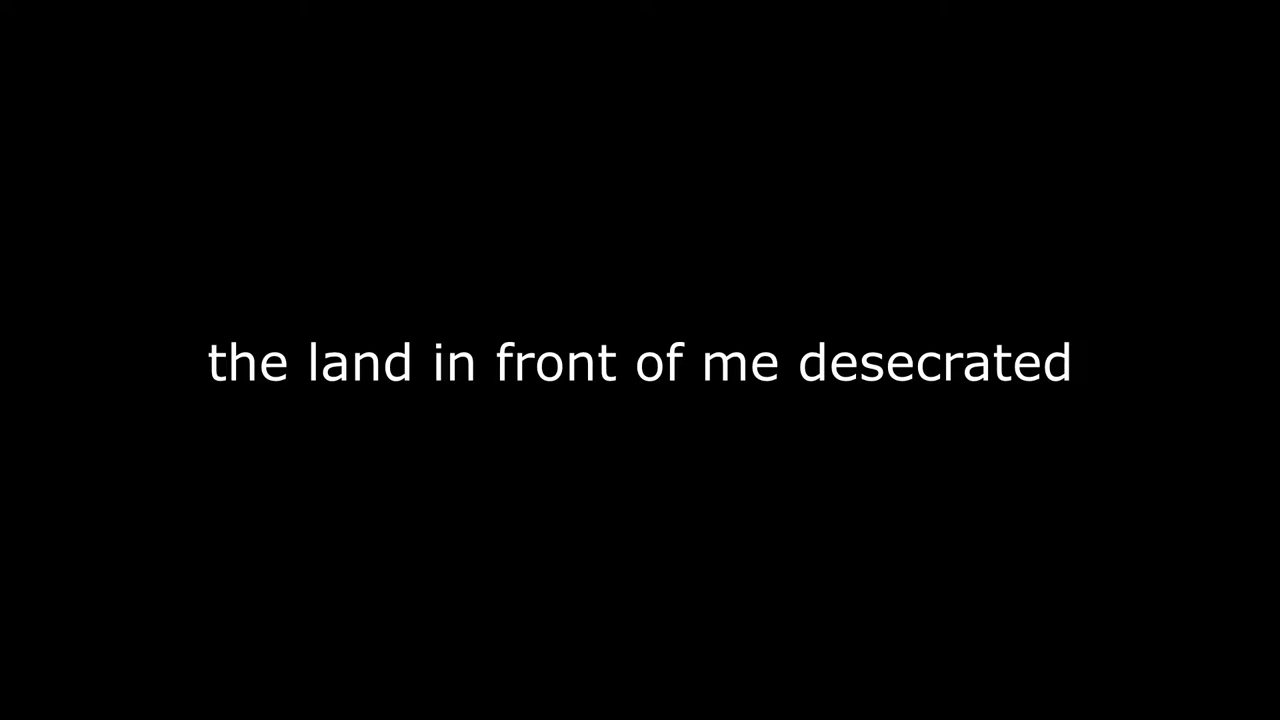 the land in front of me desecrated